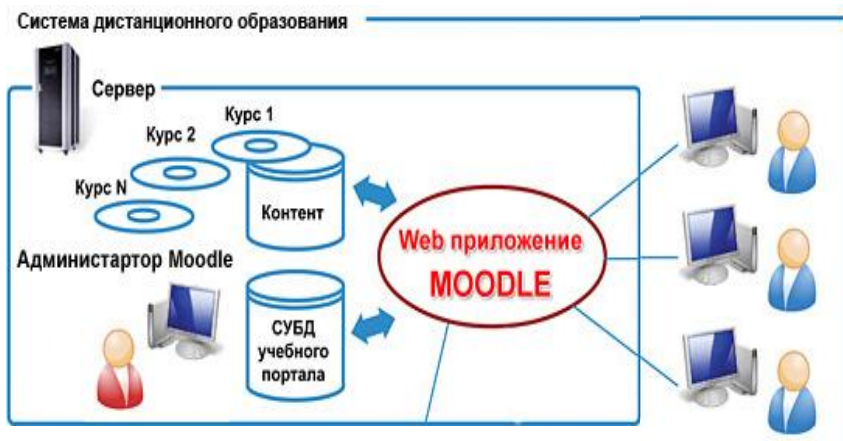 Система дистанционного образования
Сервер
Курс 1
Курс 2
Курс N
Контент
Web приложение
MOODLE
Администартор Moodle
СУБД
учебного
портала